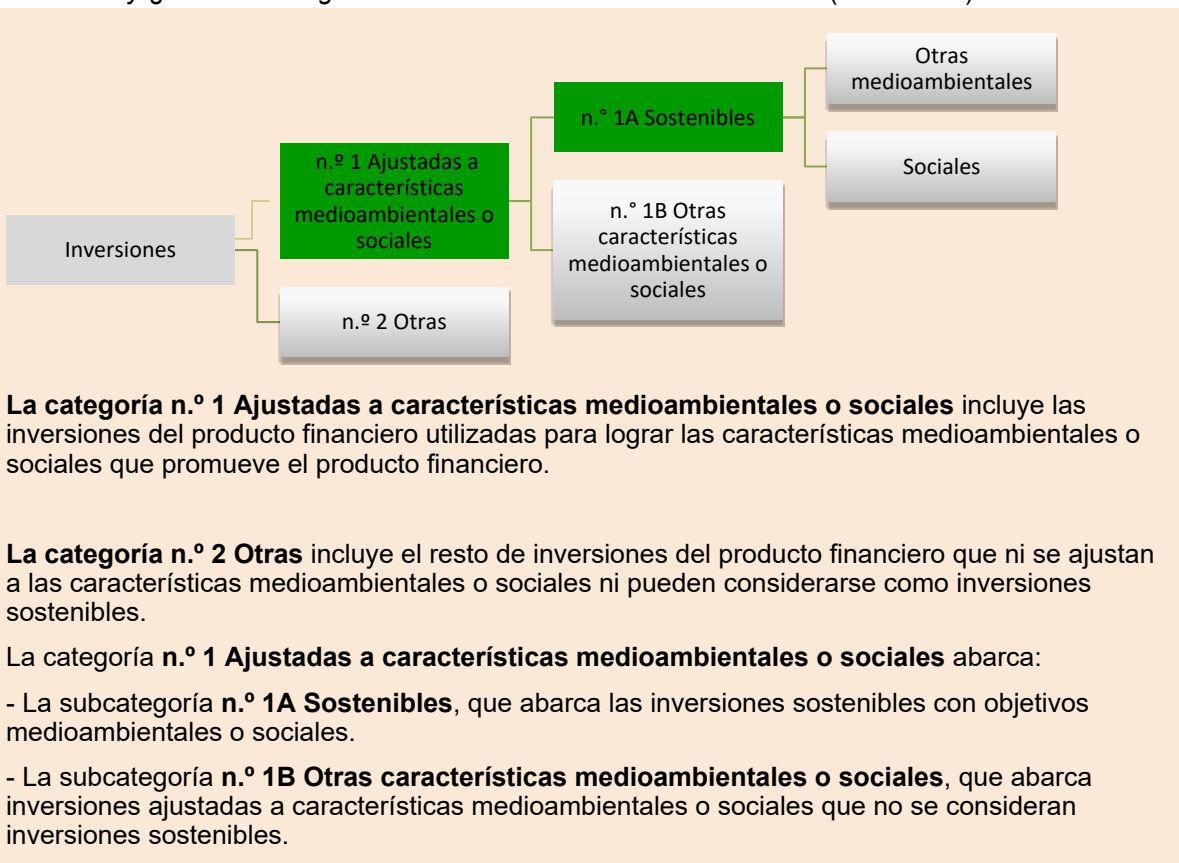 Otras
medioambientales
n.° 1A Sostenibles
Sociales
n.º 1 Ajustadas a
características
medioambientales o
sociales
n.° 1B Otras
características
medioambientales o
sociales
Inversiones
n.º 2 Otras
La categoría n.º 1 Ajustadas a características medioambientales o sociales incluye las
inversiones del producto financiero utilizadas para lograr las características medioambientales o
sociales que promueve el producto financiero.
La categoría n.º 2 Otras incluye el resto de inversiones del producto financiero que ni se ajustan
a las características medioambientales o sociales ni pueden considerarse como inversiones
sostenibles.
La categoría n.º 1 Ajustadas a características medioambientales o sociales abarca:
- La subcategoría n.º 1A Sostenibles, que abarca las inversiones sostenibles con objetivos
medioambientales o sociales.
- La subcategoría n.º 1B Otras características medioambientales o sociales, que abarca
inversiones ajustadas a características medioambientales o sociales que no se consideran
inversiones sostenibles.